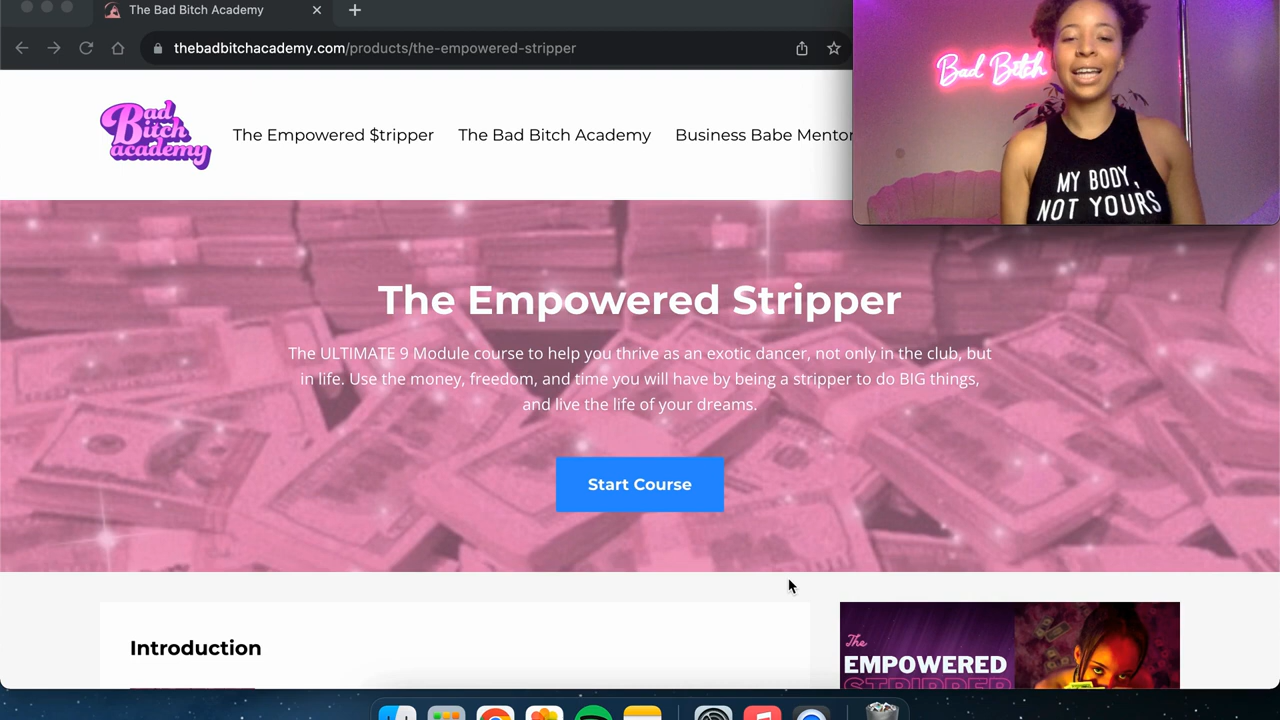 The Bad Bitch Academy
thebadbitchacademy.com/products/the-empowered-stripper
Bad Bitch
MY BODY,
NOT YOURS
Bad
Bitch
academy
The Empowered $tripper
The Bad Bitch Academy
Business Babe Mentor
The Empowered Stripper
The ULTIMATE 9 Module course to help you thrive as an exotic dancer, not only in the club, but
in life. Use the money, freedom, and time you will have by being a stripper to do BIG things,
and live the life of your dreams.
Start Course
Introduction
The
EMPOWERED
STRIPPER